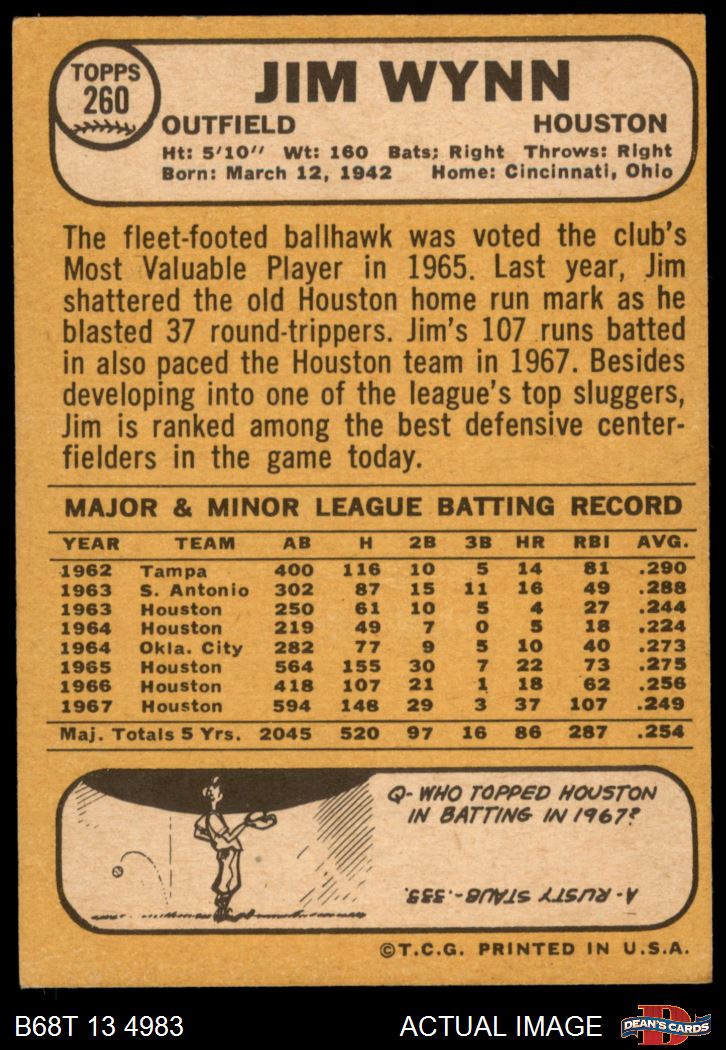 TOPPS
260
JIM WYNN
OUTFIELD HOUSTON
Ht: 5'10" Wt: 160 Bats: Right Throws: Right
Born: March 12, 1942 Home: Cincinnati, Ohio
The fleet-footed ballhawk was voted the club's
Most Valuable Player in 1965. Last year, Jim
shattered the old Houston home run mark as he
blasted 37 round-trippers. Jim's 107 runs batted
in also paced the Houston team in 1967. Besides
developing into one of the league's top sluggers,
Jim is ranked among the best defensive center-
fielders in the game today.
MAJOR & MINOR LEAGUE BATTING RECORD
YEAR TEAM AB H 2B 3B HR RBI AVG.
1962 Tampa 400 116 10 5 14 81 .290
1963 S. Antonio 302 87 15 11 16 49 .288
1963 Houston 250 61 10 5 4 27 .244
1964 Houston 219 49 7 0 5 18 .224
1964 Okla. City 282 77 9 5 10 40 .273
1965 Houston 564 155 30 7 22 73 .275
1966 Houston 418 107 21 1 18 62 .256
1967 Houston 594 148 29 3 37 107 .249
Maj. Totals 5 Yrs. 2045 520 97 16 86 287 .254
Q- WHO TOPPED HOUSTON
IN BATTING IN 1967?
A- RUSTY STAUB-.333.
©T.C.G. PRINTED IN U.S.A.
B68T 13 4983 ACTUAL IMAGE
D
DEAN'S CARDS